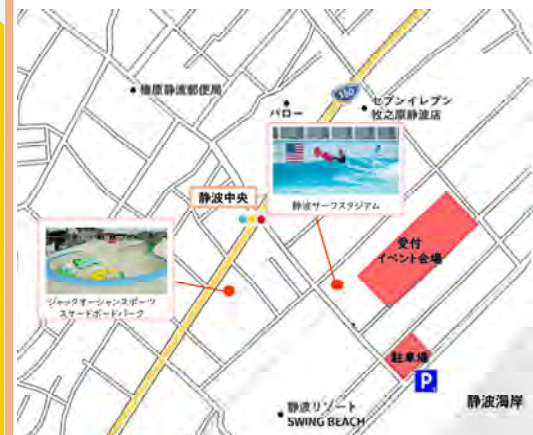 榛原静波郵便局
バロー
150
セブンイレブン
牧之原静波店
静波中央
静波サーフスタジアム
受付
イベント会場
ジャックオーシャンスポーツ
スケードボードパーク
駐車場
P
静波リゾート
SWING BEACH
静波海岸